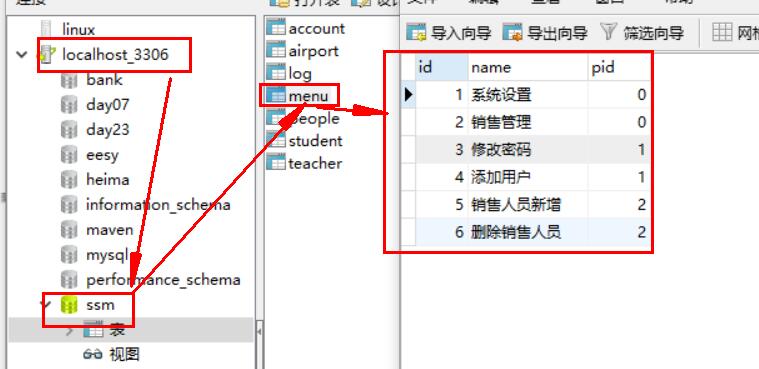 连接
linux
localhost_3306
bank
day07
day23
eesy
heima
information_schema
maven
mysql
performance_schema
ssm
表
视图
打开表
account
airport
log
menu
people
student
teacher
导入向导 导出向导 筛选向导
id name pid
1 系统设置 0
2 销售管理 0
3 修改密码 1
4 添加用户 1
5 销售人员新增 2
6 删除销售人员 2